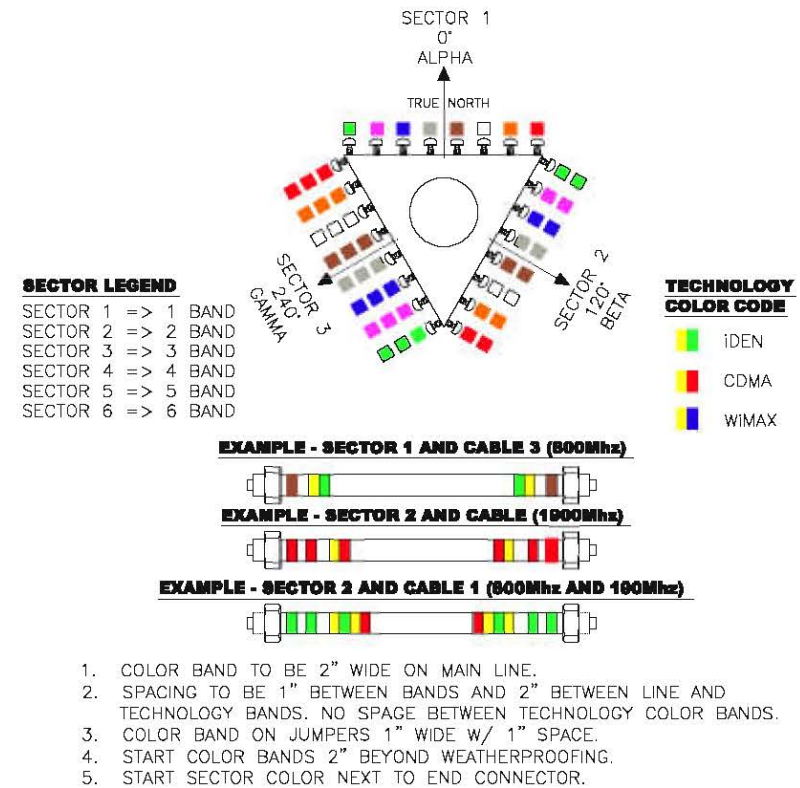 SECTOR 1
0°
ALPHA
TRUE NORTH
SECTOR 2
120°
BETA
SECTOR 3
240°
GAMMA
SECTOR LEGEND
SECTOR 1 => 1 BAND
SECTOR 2 => 2 BAND
SECTOR 3 => 3 BAND
SECTOR 4 => 4 BAND
SECTOR 5 => 5 BAND
SECTOR 6 => 6 BAND
TECHNOLOGY
COLOR CODE
iDEN
CDMA
WiMAX
EXAMPLE - SECTOR 1 AND CABLE 3 (800Mhz)
EXAMPLE - SECTOR 2 AND CABLE (1900Mhz)
EXAMPLE - SECTOR 2 AND CABLE 1 (800Mhz AND 190Mhz)
1. COLOR BAND TO BE 2" WIDE ON MAIN LINE.
2. SPACING TO BE 1" BETWEEN BANDS AND 2" BETWEEN LINE AND
TECHNOLOGY BANDS. NO SPAGE BETWEEN TECHNOLOGY COLOR BANDS.
3. COLOR BAND ON JUMPERS 1" WIDE W/ 1" SPACE.
4. START COLOR BANDS 2" BEYOND WEATHERPROOFING.
5. START SECTOR COLOR NEXT TO END CONNECTOR.